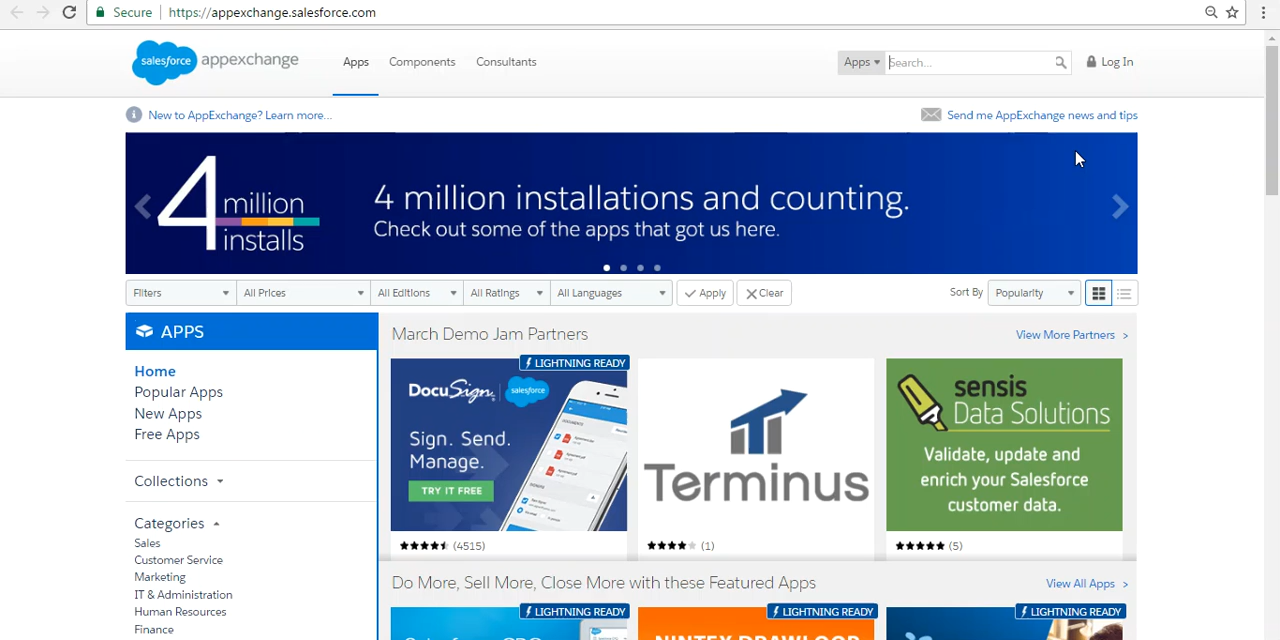 Secure
https://appexchange.salesforce.com
salesforce
appexchange
Apps
Components
Consultants
Apps
Search...
Log In
New to AppExchange? Learn more...
Send me AppExchange news and tips
4 million installs
4 million installations and counting.
Check out some of the apps that got us here.
Filters
All Prices
All Editions
All Ratings
All Languages
Apply
Clear
Sort By
Popularity
APPS
Home
Popular Apps
New Apps
Free Apps
Collections
Categories
Sales
Customer Service
Marketing
IT & Administration
Human Resources
Finance
March Demo Jam Partners
View More Partners >
LIGHTNING READY
DocuSign
salesforce
Sign. Send.
Manage.
TRY IT FREE
(4515)
Terminus
(1)
sensis
Data Solutions
Validate, update and
enrich your Salesforce
customer data.
(5)
Do More, Sell More, Close More with these Featured Apps
View All Apps >
LIGHTNING READY
LIGHTNING READY
LIGHTNING READY